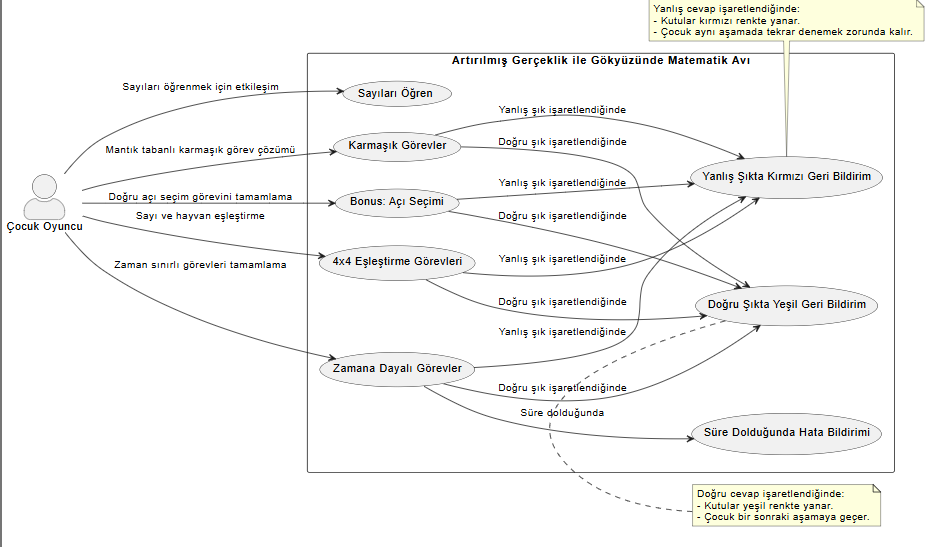 Yanlış cevap işaretlendiğinde:
- Kutular kırmızı renkte yanar.
- Çocuk aynı aşamada tekrar denemek zorunda kalır.
Artırılmış Gerçeklik ile Gökyüzünde Matematik Avı
Sayıları öğrenmek için etkileşim
Sayıları Öğren
Yanlış şık işaretlendiğinde
Mantık tabanlı karmaşık görev çözümü
Karmaşık Görevler
Doğru şık işaretlendiğinde
Yanlış Şıkta Kırmızı Geri Bildirim
Yanlış şık işaretlendiğinde
Doğru açı seçim görevini tamamlama
Bonus: Açı Seçimi
Sayı ve hayvan eşleştirme
Doğru şık işaretlendiğinde
Çocuk Oyuncu
Zaman sınırlı görevleri tamamlama
4x4 Eşleştirme Görevleri
Yanlış şık işaretlendiğinde
Doğru şık işaretlendiğinde
Doğru Şıkta Yeşil Geri Bildirim
Yanlış şık işaretlendiğinde
Zamana Dayalı Görevler
Doğru şık işaretlendiğinde
Süre dolduğunda
Süre Dolduğunda Hata Bildirimi
Doğru cevap işaretlendiğinde:
- Kutular yeşil renkte yanar.
- Çocuk bir sonraki aşamaya geçer.